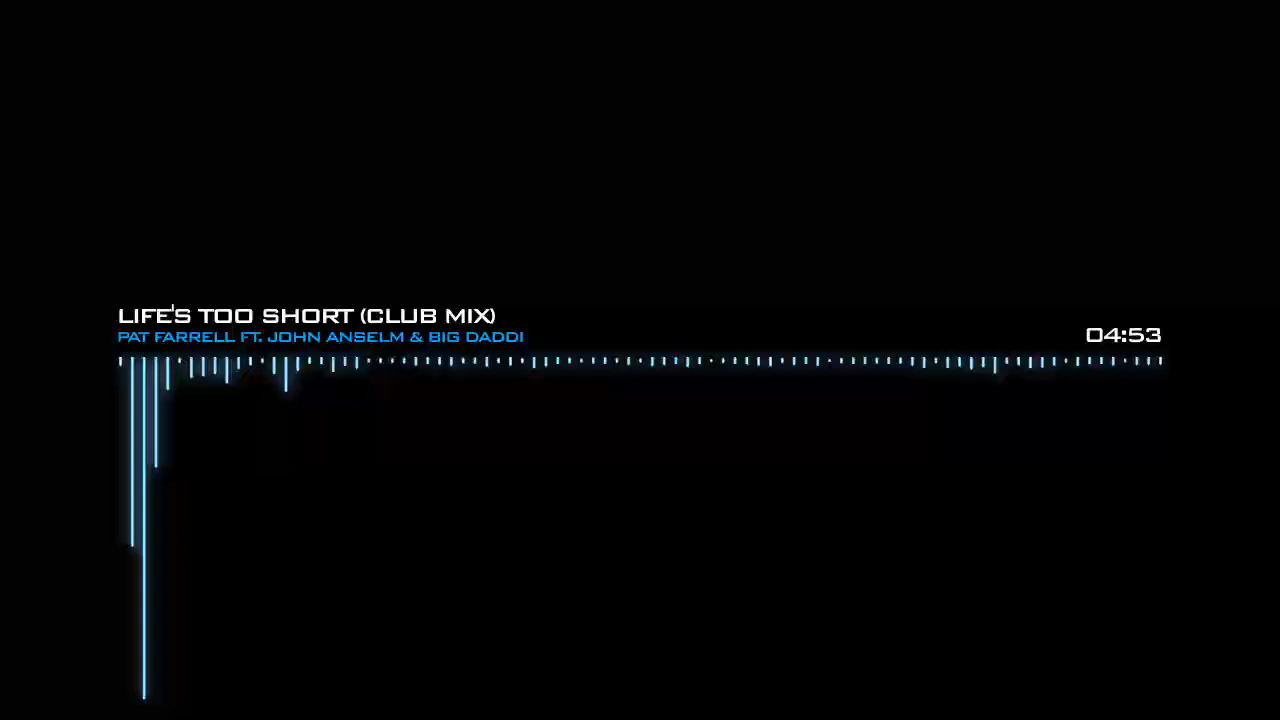 LIFE'S TOO SHORT (CLUB MIX)
PAT FARRELL FT. JOHN ANSELM & BIG DADDI
04:53